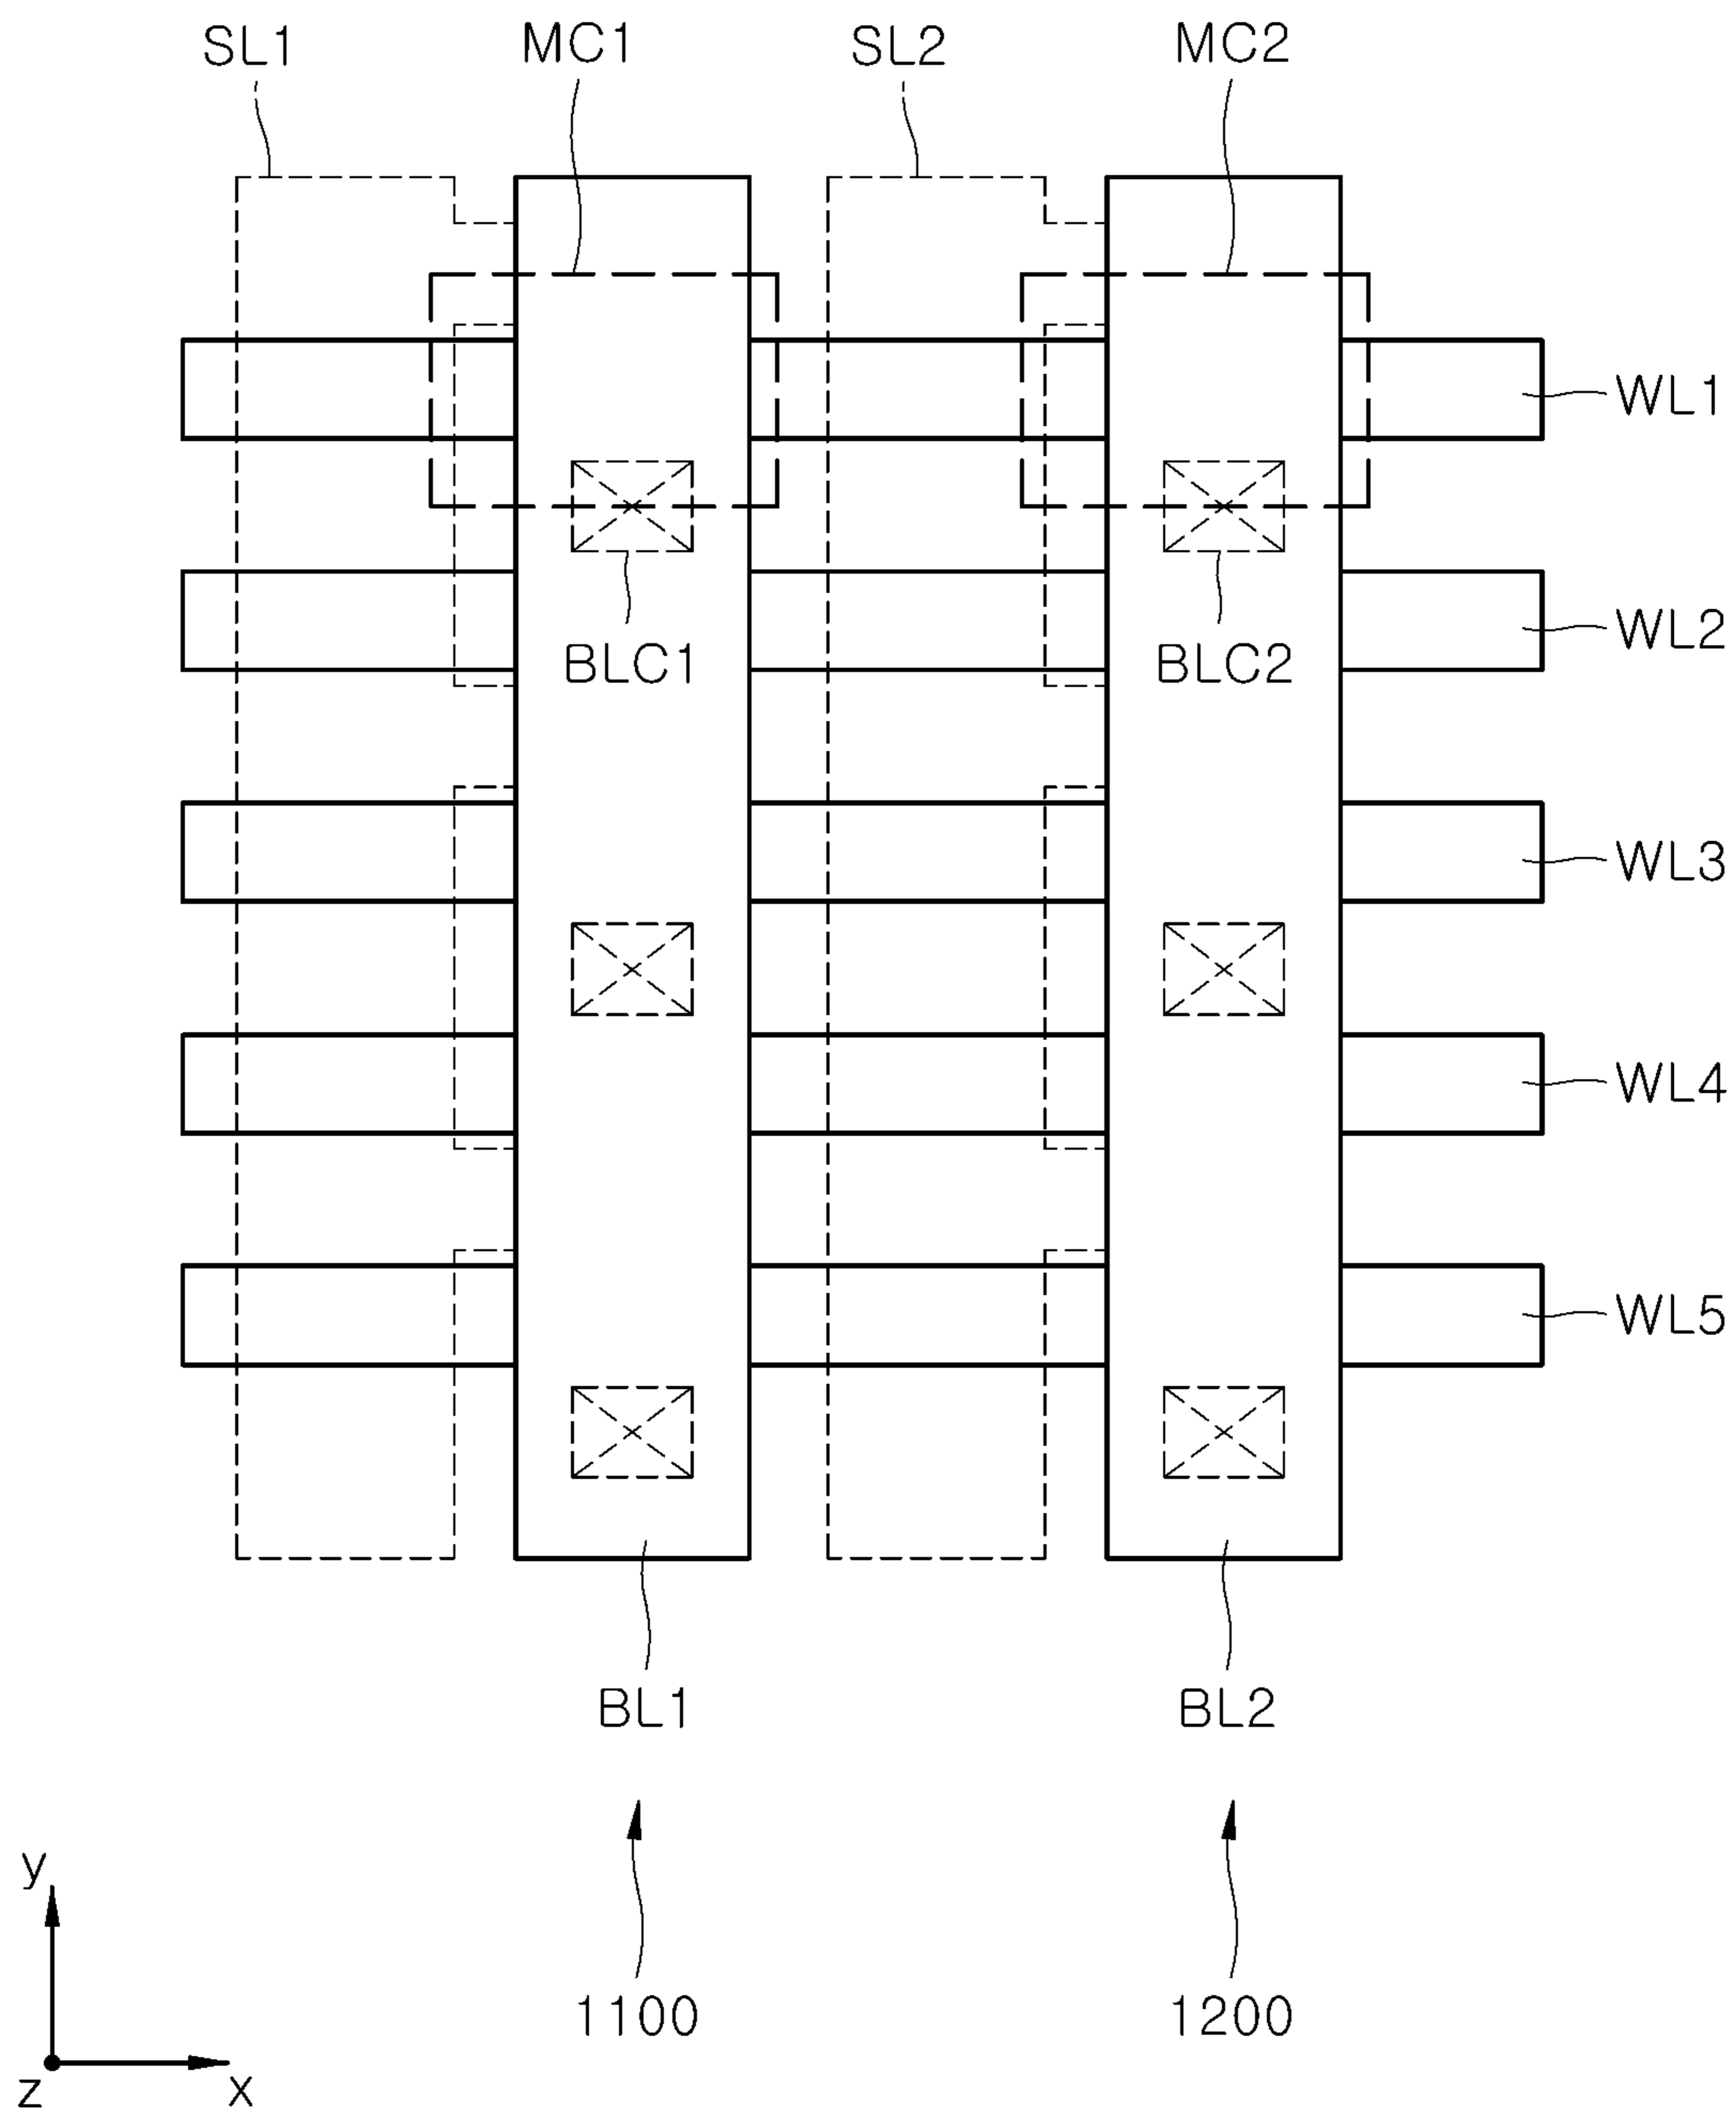 SL1 MC1 SL2 MC2
WL1
WL2
BLC1 BLC2
WL3
WL4
WL5
BL1 BL2
y
1100 1200
z x